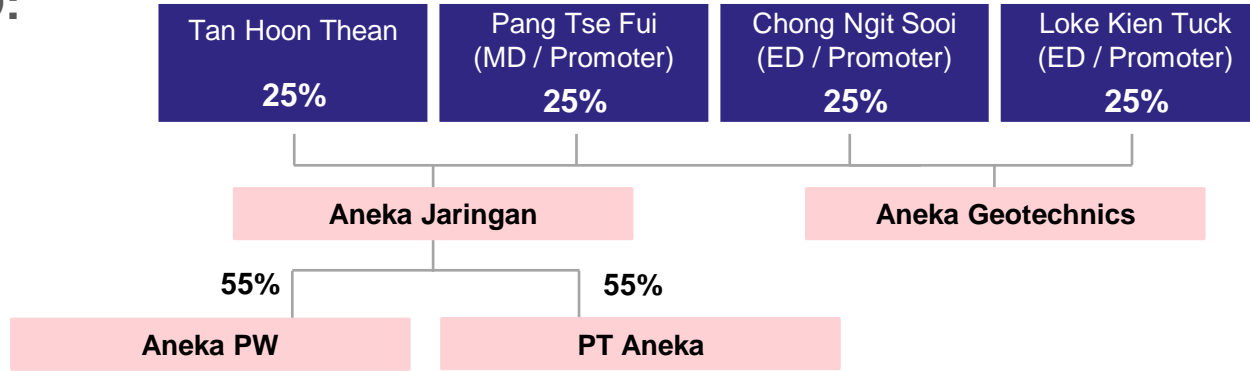 Tan Hoon Thean
25%
Pang Tse Fui
(MD / Promoter)
25%
Chong Ngit Sooi
(ED / Promoter)
25%
Loke Kien Tuck
(ED / Promoter)
25%
Aneka Jaringan
Aneka Geotechnics
55%
55%
Aneka PW
PT Aneka